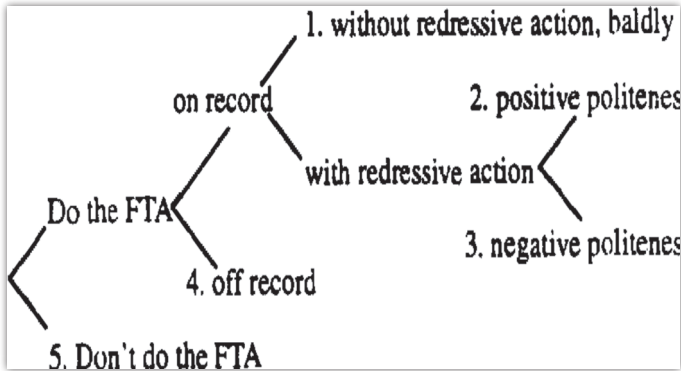 1. without redressive action, baldly
on record
2. positive politenes
with redressive action
Do the FTA
3. negative politenes
4. off record
5. Don't do the FTA